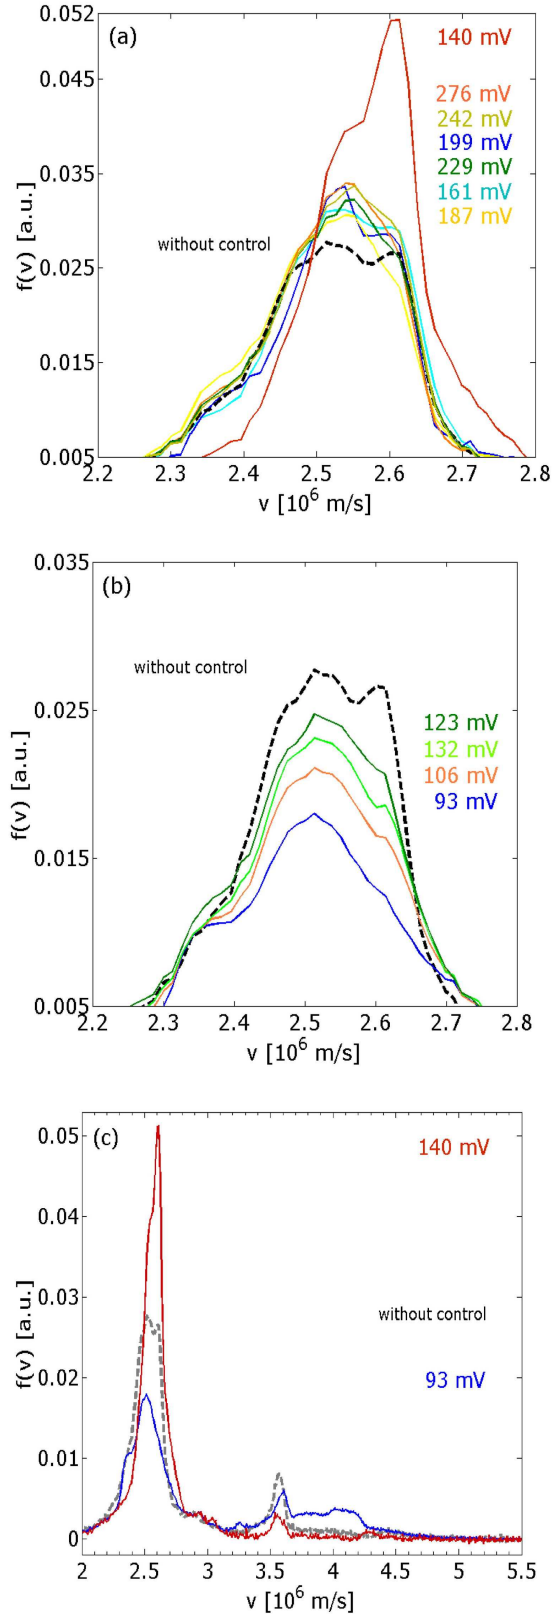 (a)
0.052
0.045
0.035
0.025
0.015
0.005
f(v) [a.u.]
140 mV
276 mV
242 mV
199 mV
229 mV
161 mV
187 mV
without control
2.2 2.3 2.4 2.5 2.6 2.7 2.8
v [10⁶ m/s]
(b)
0.035
0.025
0.015
0.005
f(v) [a.u.]
without control
123 mV
132 mV
106 mV
93 mV
2.2 2.3 2.4 2.5 2.6 2.7 2.8
v [10⁶ m/s]
(c)
0.05
0.04
0.03
0.02
0.01
0
f(v) [a.u.]
140 mV
without control
93 mV
2 2.5 3 3.5 4 4.5 5 5.5
v [10⁶ m/s]